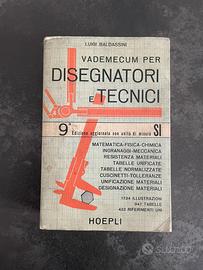 LUIGI BALDASSINI
VADEMECUM PER
DISEGNATORI
E TECNICI
9ª Edizione aggiornata con unità di misura SI
MATEMATICA-FISICA-CHIMICA
INGRANAGGI-MECCANICA
RESISTENZA MATERIALI
TABELLE UNIFICATE
TABELLE NORMALIZZATE
CUSCINETTI-TOLLERANZE
UNIFICAZIONE MATERIALI
DESIGNAZIONE MATERIALI
1734 ILLUSTRAZIONI
947 TABELLE
422 RIFERIMENTI UNI
HOEPLI
subito